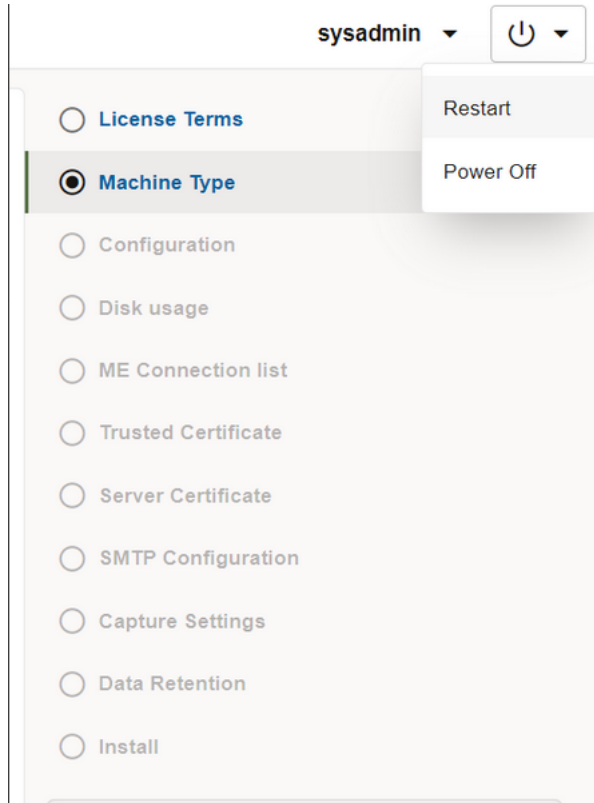 sysadmin
Restart
Power Off
License Terms
Machine Type
Configuration
Disk usage
ME Connection list
Trusted Certificate
Server Certificate
SMTP Configuration
Capture Settings
Data Retention
Install